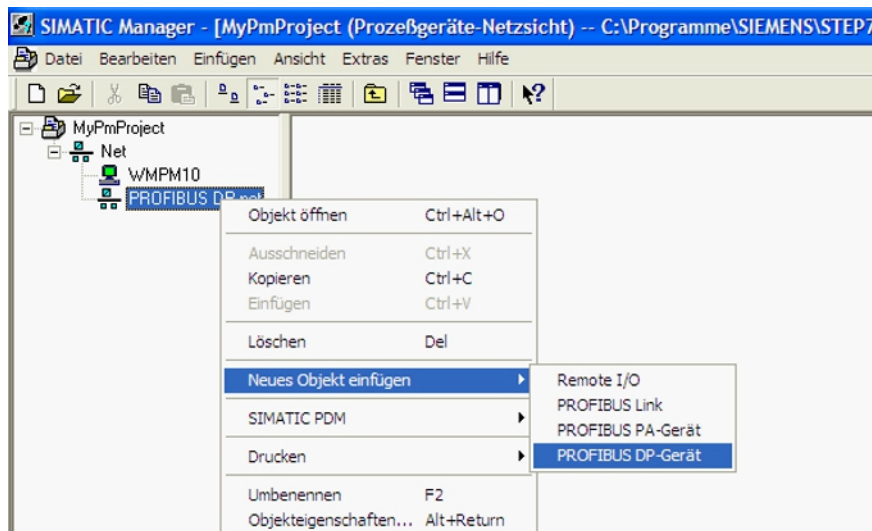 SIMATIC Manager - [MyPmProject (Prozeßgeräte-Netzsicht) -- C:\Programme\SIEMENS\STEP7
Datei Bearbeiten Einfügen Ansicht Extras Fenster Hilfe
MyPmProject
Net
WMPM10
PROFIBUS DP net
Objekt öffnen Ctrl+Alt+O
Ausschneiden Ctrl+X
Kopieren Ctrl+C
Einfügen Ctrl+V
Löschen Del
Neues Objekt einfügen
SIMATIC PDM
Drucken
Umbenennen F2
Objekteigenschaften... Alt+Return
Remote I/O
PROFIBUS Link
PROFIBUS PA-Gerät
PROFIBUS DP-Gerät